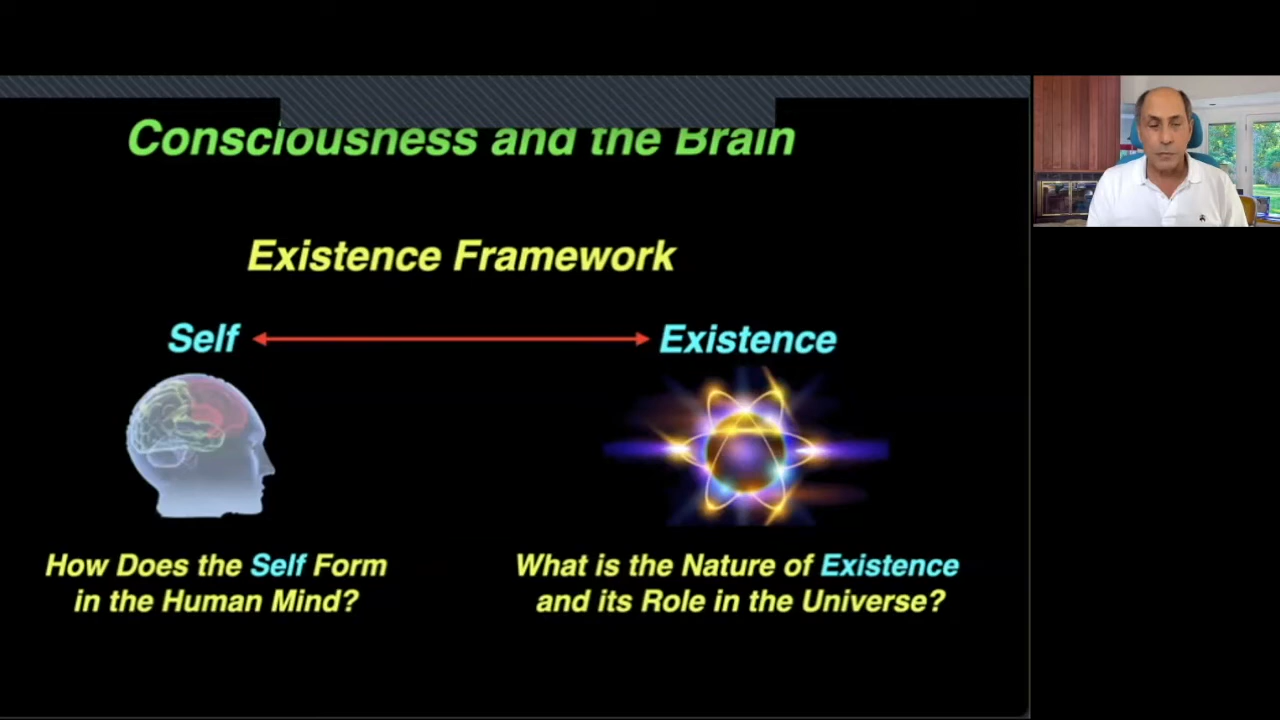 Consciousness and the Brain
Existence Framework
Self
Existence
How Does the Self Form
in the Human Mind?
What is the Nature of Existence
and its Role in the Universe?